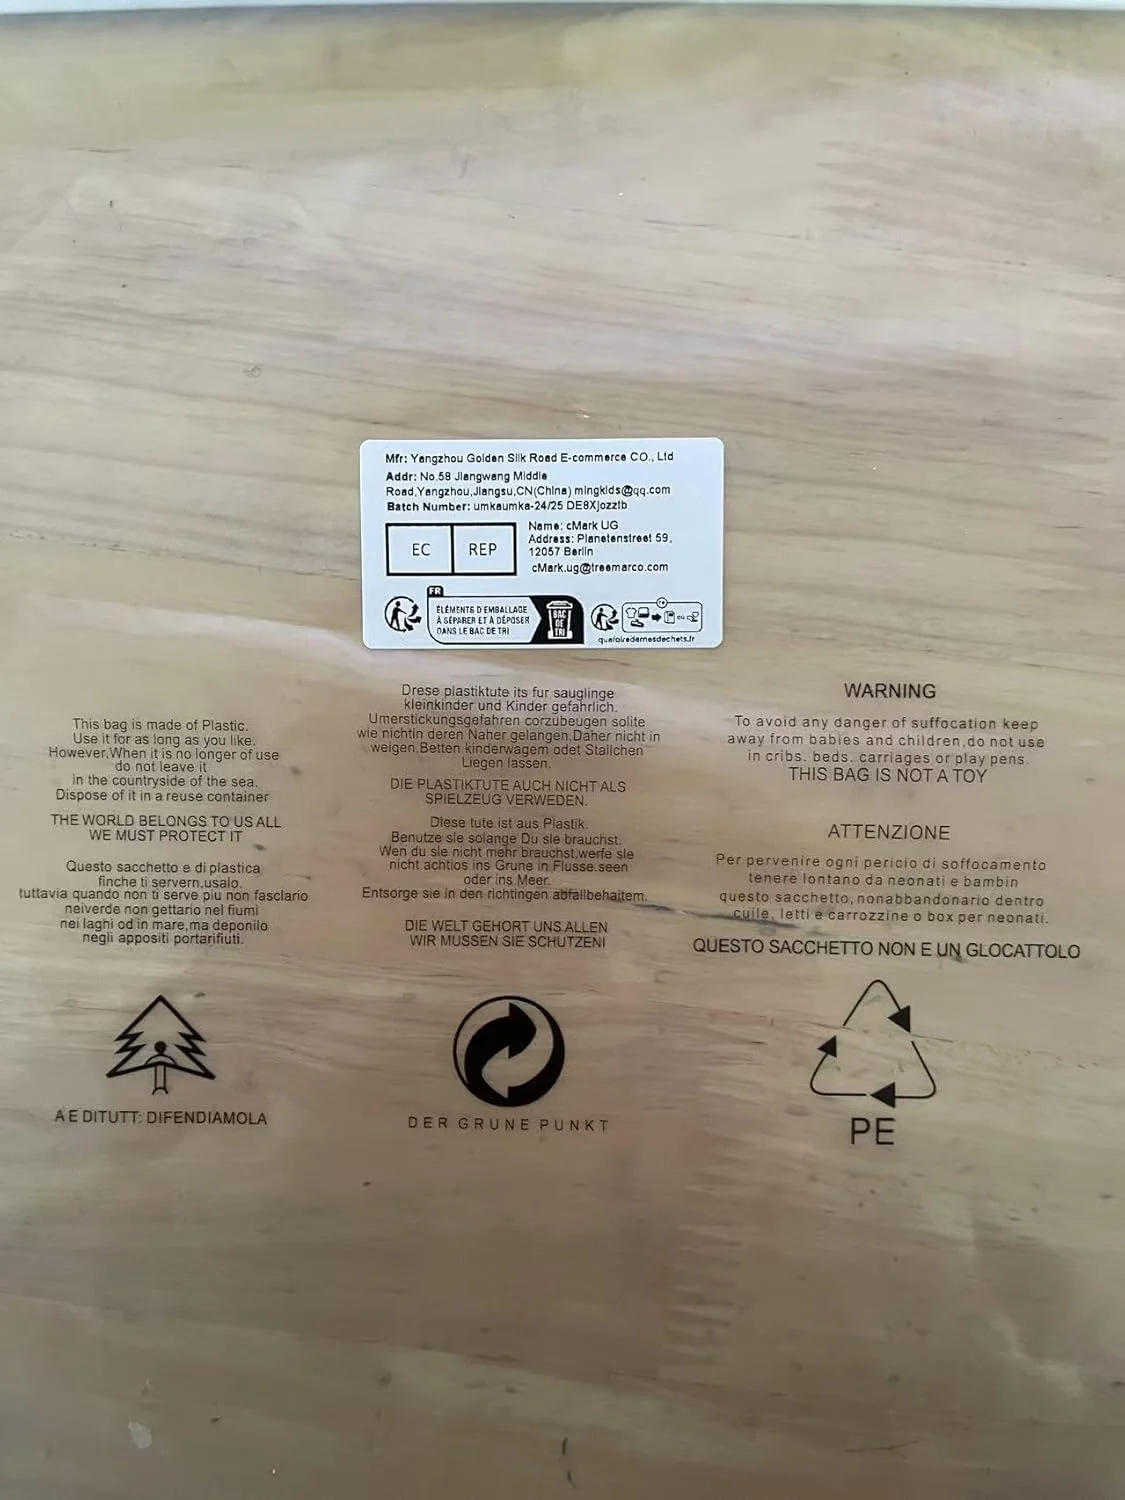 Mfr: Yangzhou Golden Silk Road E-commerce CO., Ltd
Addr: No.58 Jiangwang Middle
Road,Yangzhou,Jiangsu,CN(China) mingkids@qq.com
Batch Number: umkaumka-24/25 DE8Xjozzlb
EC REP
Name: cMark UG
Address: Planetenstreet 59,
12057 Berlin
cMark.ug@treemarco.com
FR
ÉLÉMENTS D'EMBALLAGE
À SÉPARER ET À DÉPOSER
DANS LE BAC DE TRI
BAC
DE
TRI
FR
ou
quefairedemesdechets.fr
This bag is made of Plastic.
Use it for as long as you like.
However,When it is no longer of use
do not leave it
in the countryside of the sea.
Dispose of it in a reuse container
THE WORLD BELONGS TO US ALL
WE MUST PROTECT IT
Questo sacchetto e di plastica
finche ti servern,usalo.
tuttavia quando non ti serve piu non fasclario
neiverde non gettario nel fiumi
nei laghi od in mare,ma deponilo
negli appositi portarifiuti.
A E DITUTT: DIFENDIAMOLA
Drese plastiktute its fur sauglinge
kleinkinder und Kinder gefahrlich.
Umerstickungsgefahren corzubeugen solite
wie nichtin deren Naher gelangen,Daher nicht in
weigen,Betten kinderwagem odet Stallchen
Liegen lassen.
DIE PLASTIKTUTE AUCH NICHT ALS
SPIELZEUG VERWEDEN.
Diese tute ist aus Plastik.
Benutze sie solange Du sie brauchst.
Wen du sie nicht mehr brauchst,werfe sie
nicht achtios ins Grune in Flusse.seen
oder ins Meer.
Entsorge sie in den richtingen abfailbehaitem.
DIE WELT GEHORT UNS.ALLEN
WIR MUSSEN SIE SCHUTZENI
DER GRUNE PUNKT
WARNING
To avoid any danger of suffocation keep
away from babies and children,do not use
in cribs. beds. carriages or play pens.
THIS BAG IS NOT A TOY
ATTENZIONE
Per pervenire ogni pericio di soffocamento
tenere lontano da neonati e bambin
questo sacchetto,nonabbandonario dentro
cuile, letti e carrozzine o box per neonati.
QUESTO SACCHETTO NON E UN GLOCATTOLO
PE